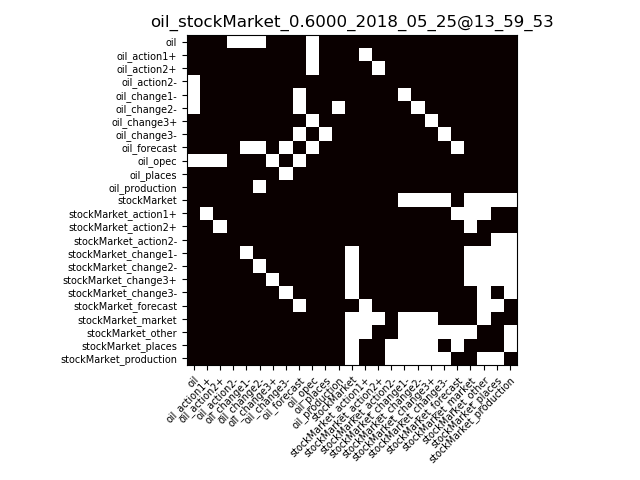 oil_stockMarket_0.6000_2018_05_25@13_59_53
oil
oil_action1+
oil_action2+
oil_action2-
oil_change1-
oil_change2-
oil_change3+
oil_change3-
oil_forecast
oil_opec
oil_places
oil_production
stockMarket
stockMarket_action1+
stockMarket_action2+
stockMarket_action2-
stockMarket_change1-
stockMarket_change2-
stockMarket_change3+
stockMarket_change3-
stockMarket_forecast
stockMarket_market
stockMarket_other
stockMarket_places
stockMarket_production
oil
oil_action1+
oil_action2+
oil_action2-
oil_change1-
oil_change2-
oil_change3+
oil_change3-
oil_forecast
oil_opec
oil_places
oil_production
stockMarket
stockMarket_action1+
stockMarket_action2+
stockMarket_action2-
stockMarket_change1-
stockMarket_change2-
stockMarket_change3+
stockMarket_change3-
stockMarket_forecast
stockMarket_market
stockMarket_other
stockMarket_places
stockMarket_production